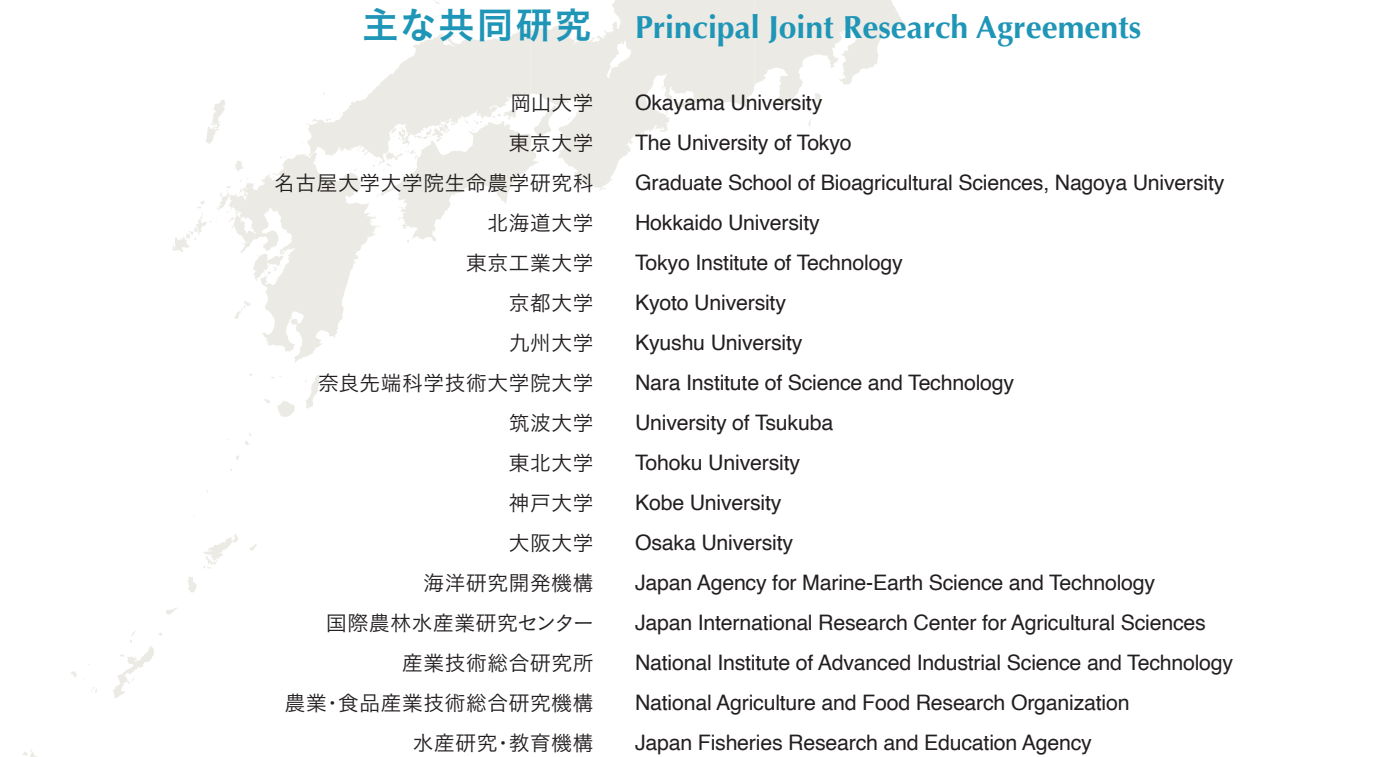 主な共同研究 Principal Joint Research Agreements
岡山大学 Okayama University
東京大学 The University of Tokyo
名古屋大学大学院生命農学研究科 Graduate School of Bioagricultural Sciences, Nagoya University
北海道大学 Hokkaido University
東京工業大学 Tokyo Institute of Technology
京都大学 Kyoto University
九州大学 Kyushu University
奈良先端科学技術大学院大学 Nara Institute of Science and Technology
筑波大学 University of Tsukuba
東北大学 Tohoku University
神戸大学 Kobe University
大阪大学 Osaka University
海洋研究開発機構 Japan Agency for Marine-Earth Science and Technology
国際農林水産業研究センター Japan International Research Center for Agricultural Sciences
産業技術総合研究所 National Institute of Advanced Industrial Science and Technology
農業・食品産業技術総合研究機構 National Agriculture and Food Research Organization
水産研究・教育機構 Japan Fisheries Research and Education Agency